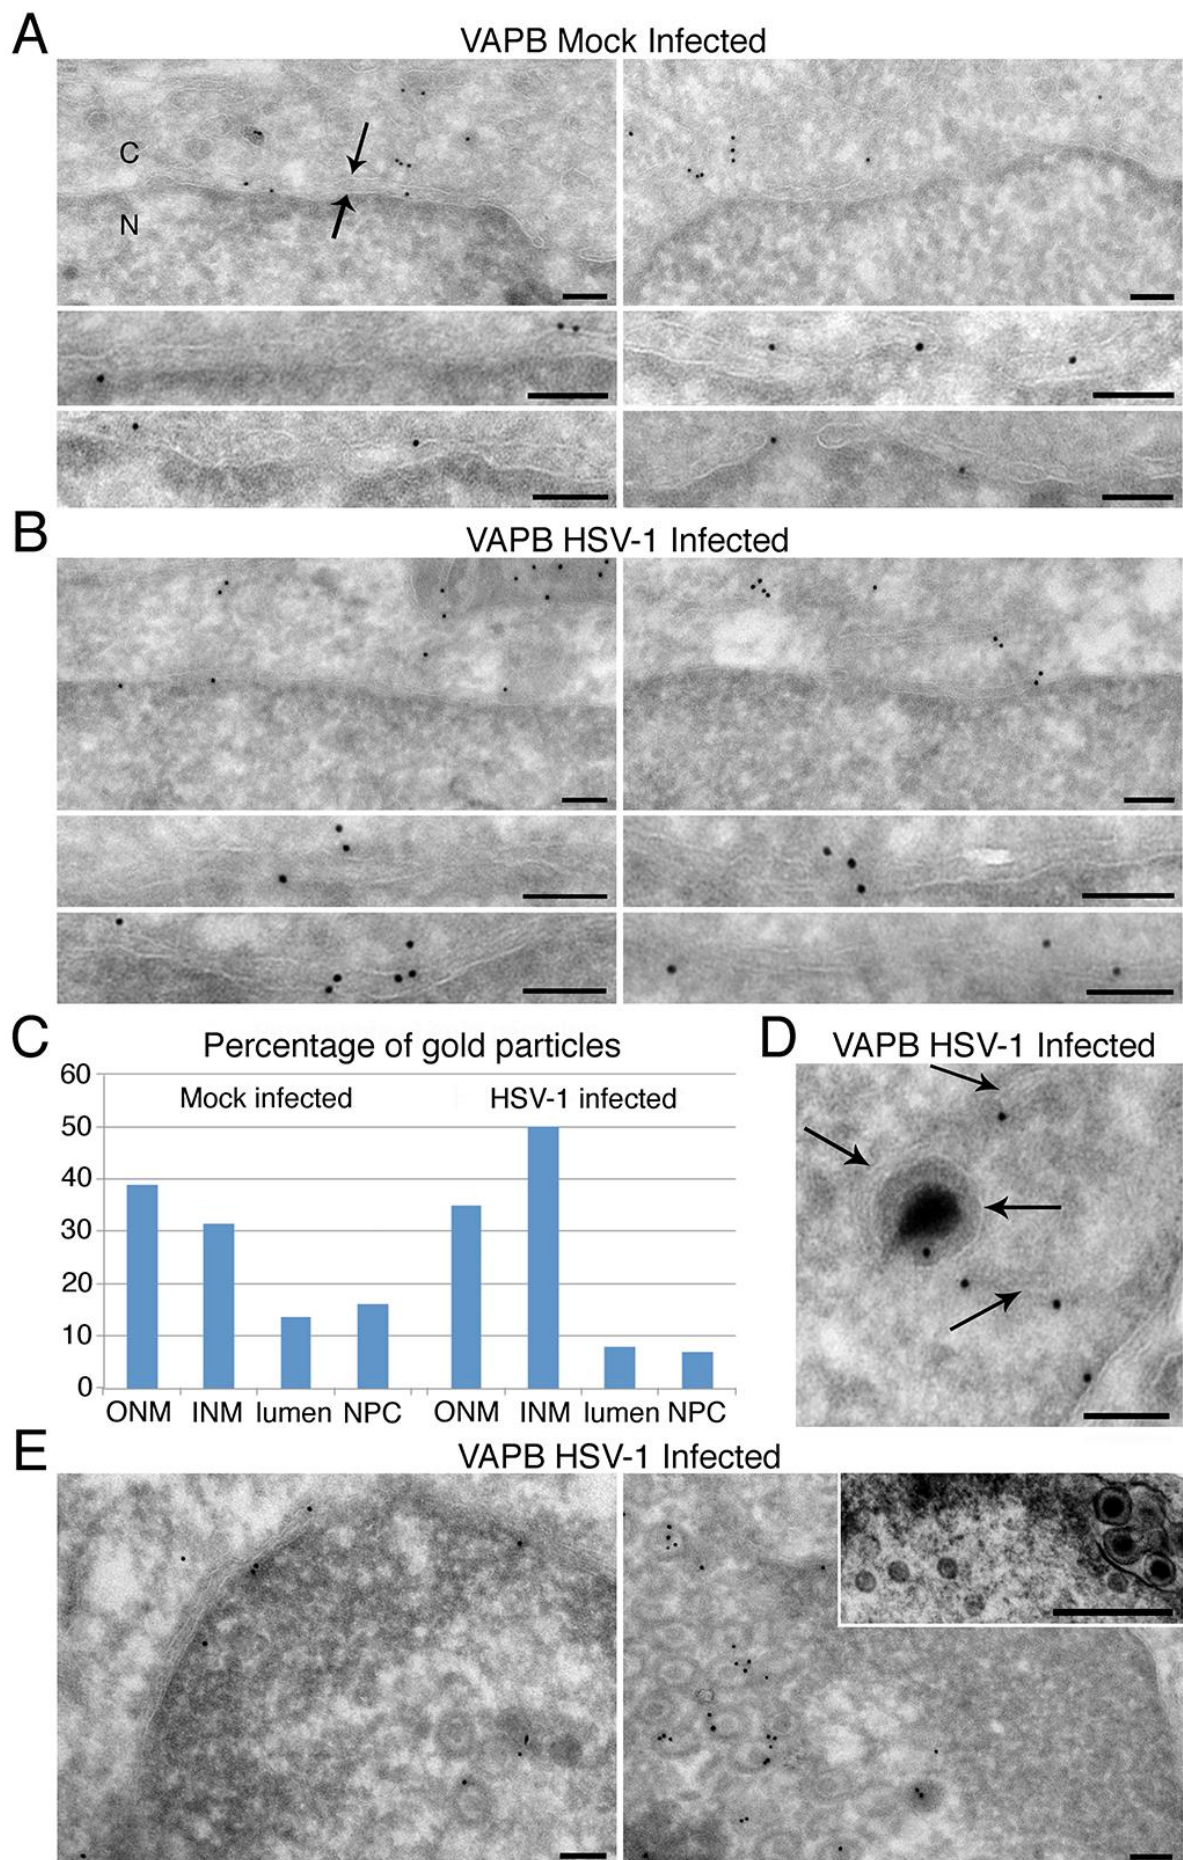 A
VAPB Mock Infected
C
N
B
VAPB HSV-1 Infected
C
Percentage of gold particles
Mock infected
HSV-1 infected
60
50
40
30
20
10
0
ONM INM lumen NPC ONM INM lumen NPC
D
VAPB HSV-1 Infected
E
VAPB HSV-1 Infected